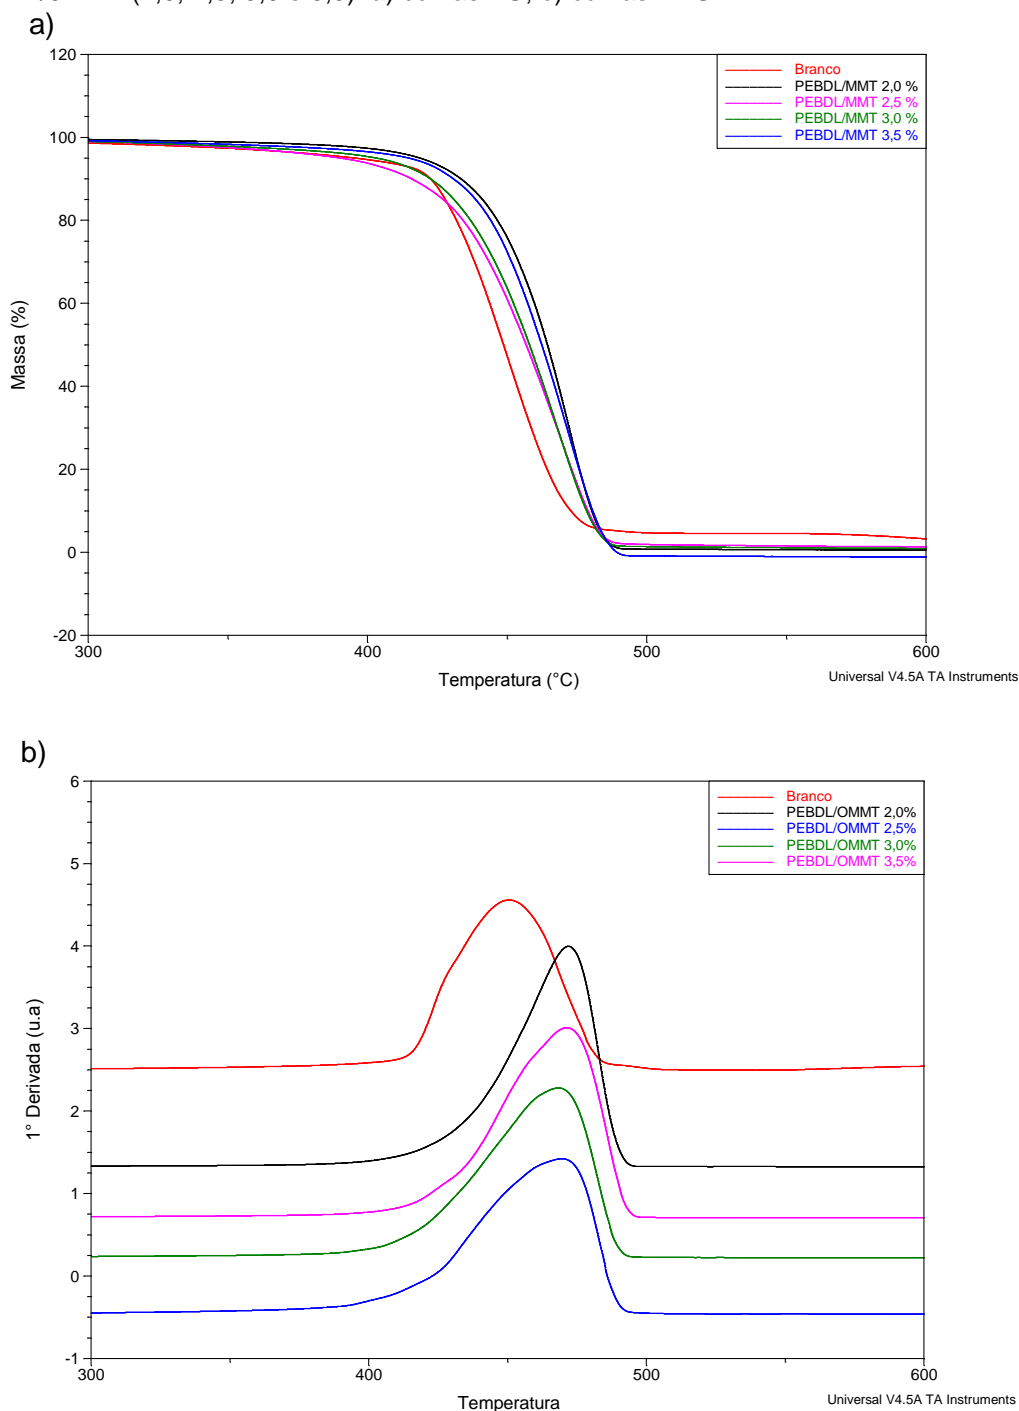 a)
120
100
80
60
40
20
0
-20
Massa (%)
300
400
500
600
Temperatura (°C)
Branco
PEBDL/MMT 2,0 %
PEBDL/MMT 2,5 %
PEBDL/MMT 3,0 %
PEBDL/MMT 3,5 %
Universal V4.5A TA Instruments
b)
6
5
4
3
2
1
0
-1
1° Derivada (u.a)
300
400
500
600
Temperatura
Branco
PEBDL/OMMT 2,0%
PEBDL/OMMT 2,5%
PEBDL/OMMT 3,0%
PEBDL/OMMT 3,5%
Universal V4.5A TA Instruments